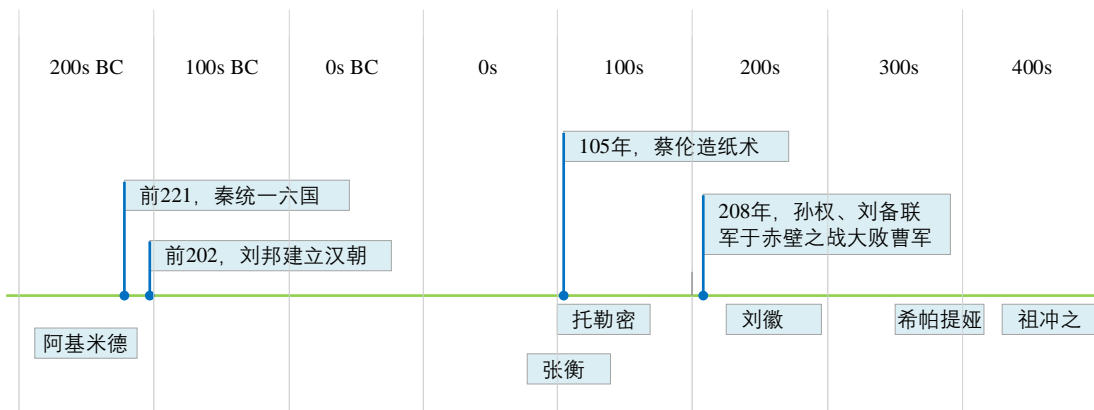 200s BC
100s BC
0s BC
0s
100s
200s
300s
400s
105年，蔡伦造纸术
前221，秦统一六国
208年，孙权、刘备联
军于赤壁之战大败曹军
前202，刘邦建立汉朝
托勒密
刘徽
希帕提娅
祖冲之
阿基米德
张衡